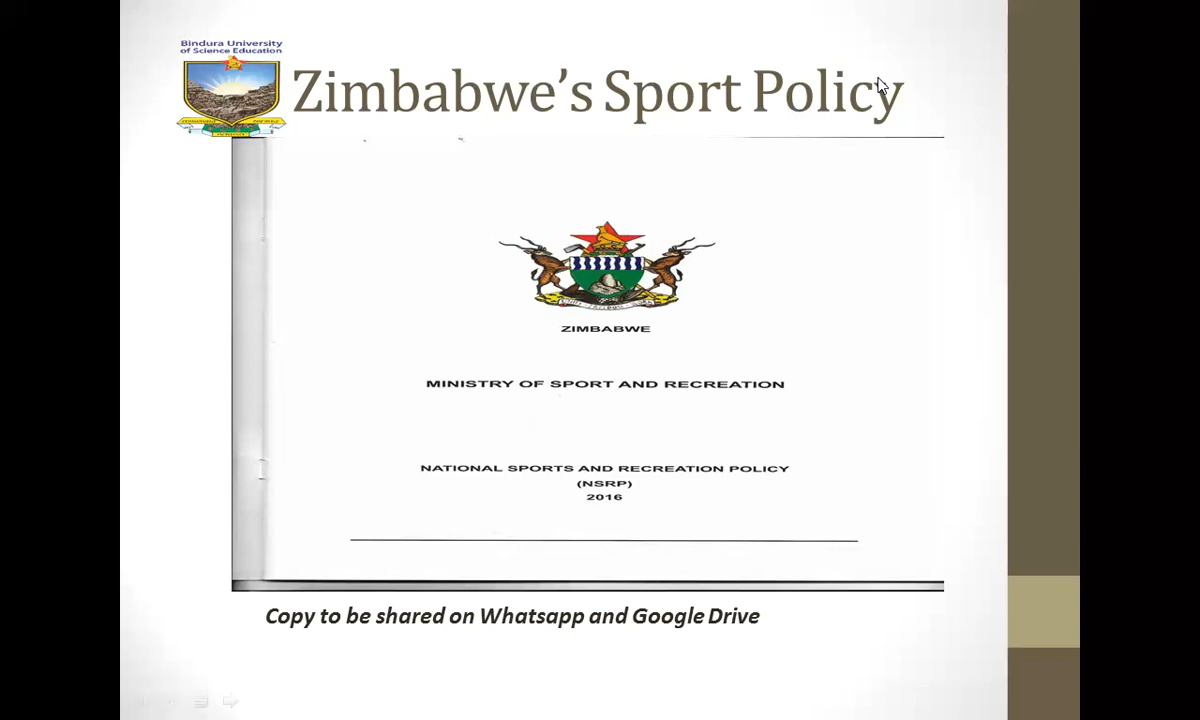 Bindura University
of Science Education
Zimbabwe's Sport Policy
ZIMBABWE
MINISTRY OF SPORT AND RECREATION
NATIONAL SPORTS AND RECREATION POLICY
(NSRP)
2016
Copy to be shared on Whatsapp and Google Drive